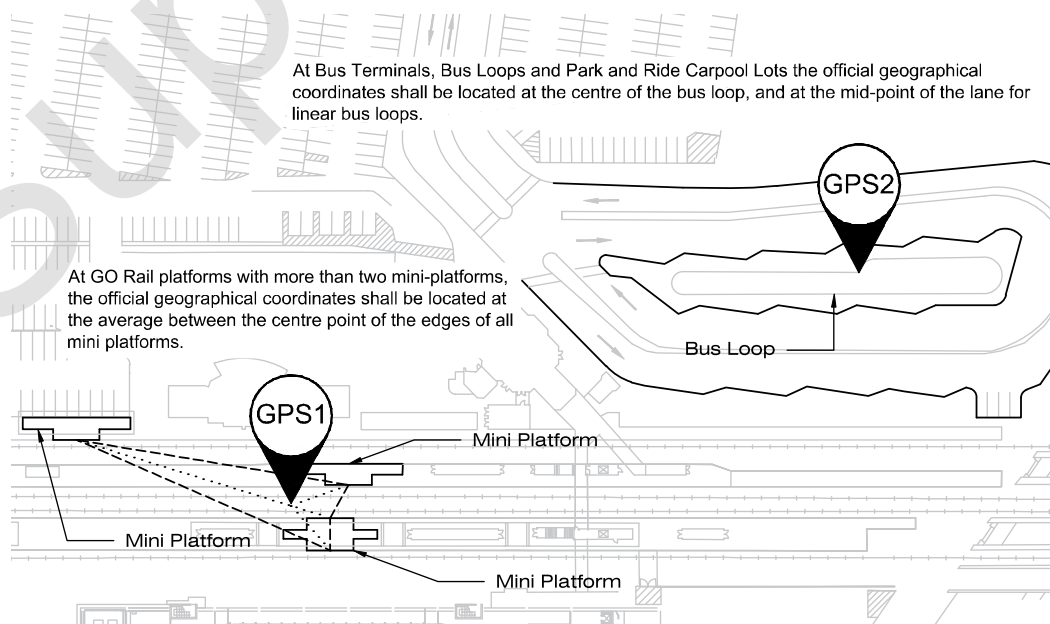 At Bus Terminals, Bus Loops and Park and Ride Carpool Lots the official geographical
coordinates shall be located at the centre of the bus loop, and at the mid-point of the lane for
linear bus loops.
GPS2
At GO Rail platforms with more than two mini-platforms,
the official geographical coordinates shall be located at
the average between the centre point of the edges of all
mini platforms.
Bus Loop
GPS1
Mini Platform
Mini Platform
Mini Platform